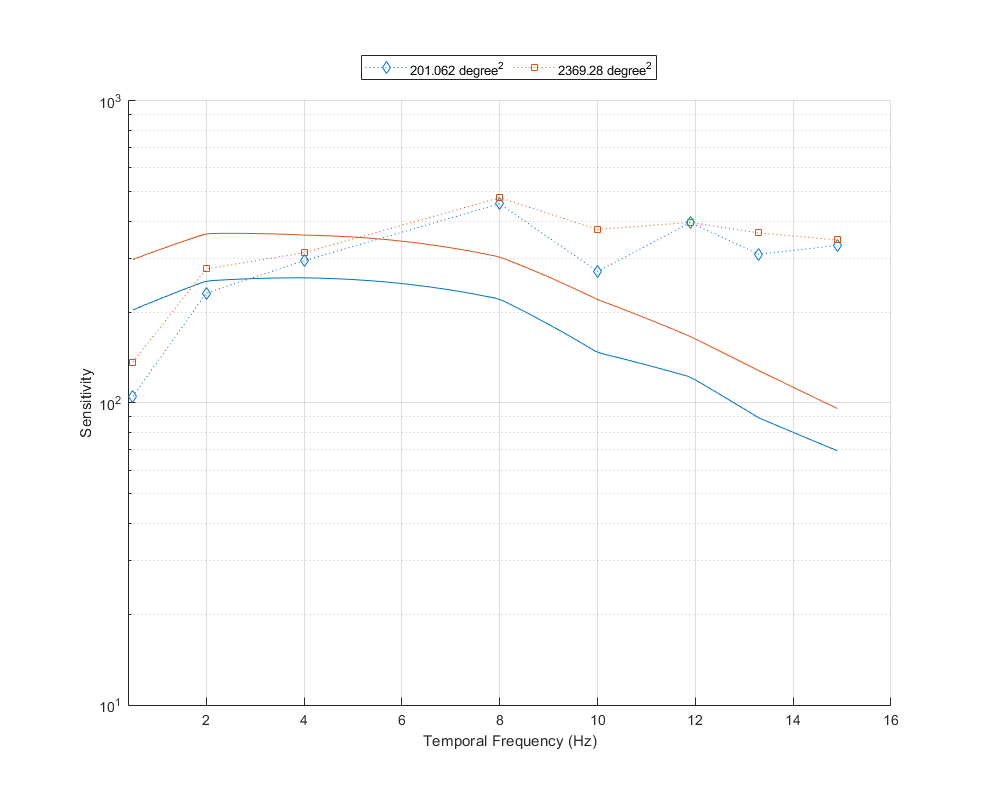 201.062 degree² 2369.28 degree²
10³
10²
10¹
Sensitivity
2 4 6 8 10 12 14 16
Temporal Frequency (Hz)